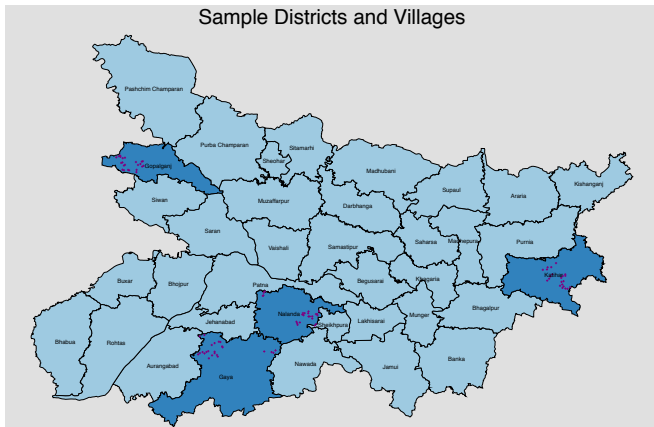 Sample Districts and Villages
Pashchim Champaran
Purba Champaran
Sitamarhi
Sheohar
Gopalganj
Madhubani
Kishanganj
Supaul
Araria
Siwan
Muzaffarpur
Darbhanga
Saran
Saharsa
Madhepura
Purnia
Vaishali
Samastipur
Katihar
Buxar
Bhojpur
Patna
Begusarai
Khagaria
Nalanda
Bhagalpur
Jehanabad
Sheikhpura
Lakhisarai
Mungar
Bhabua
Rohtas
Aurangabad
Gaya
Nawada
Jamui
Banka